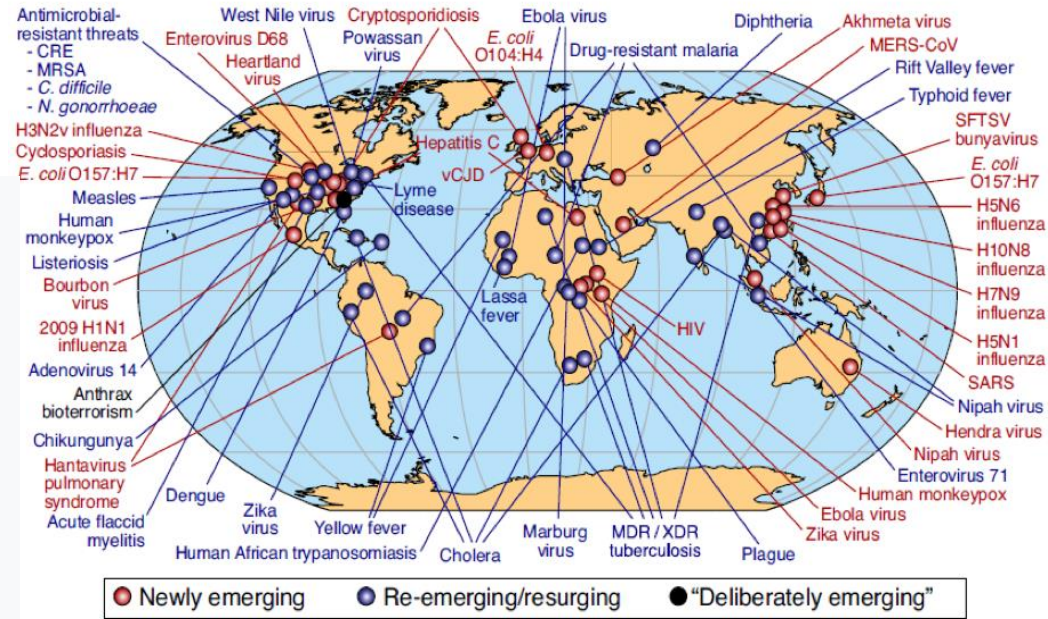 Antimicrobial-
resistant threats
- CRE
- MRSA
- C. difficile
- N. gonorrhoeae
West Nile virus
Enterovirus D68
Heartland
virus
Powassan
virus
Cryptosporidiosis
E. coli
O104:H4
Ebola virus
Drug-resistant malaria
Diphtheria
Akhmeta virus
MERS-CoV
Rift Valley fever
Typhoid fever
SFTSV
bunyavirus
E. coli
O157:H7
H5N6
influenza
H10N8
influenza
H7N9
influenza
H5N1
influenza
SARS
Nipah virus
Hendra virus
Nipah virus
Enterovirus 71
Human monkeypox
Ebola virus
Zika virus
H3N2v influenza
Cyclosporiasis
E. coli O157:H7
Measles
Human
monkeypox
Listeriosis
Bourbon
virus
2009 H1N1
influenza
Adenovirus 14
Anthrax
bioterrorism
Chikungunya
Hantavirus
pulmonary
syndrome
Acute flaccid
myelitis
Hepatitis C
vCJD
Lyme
disease
Lassa
fever
HIV
Dengue
Zika
virus
Yellow fever
Human African trypanosomiasis
Cholera
Marburg
virus
MDR / XDR
tuberculosis
Plague
Newly emerging
Re-emerging/resurging
"Deliberately emerging"